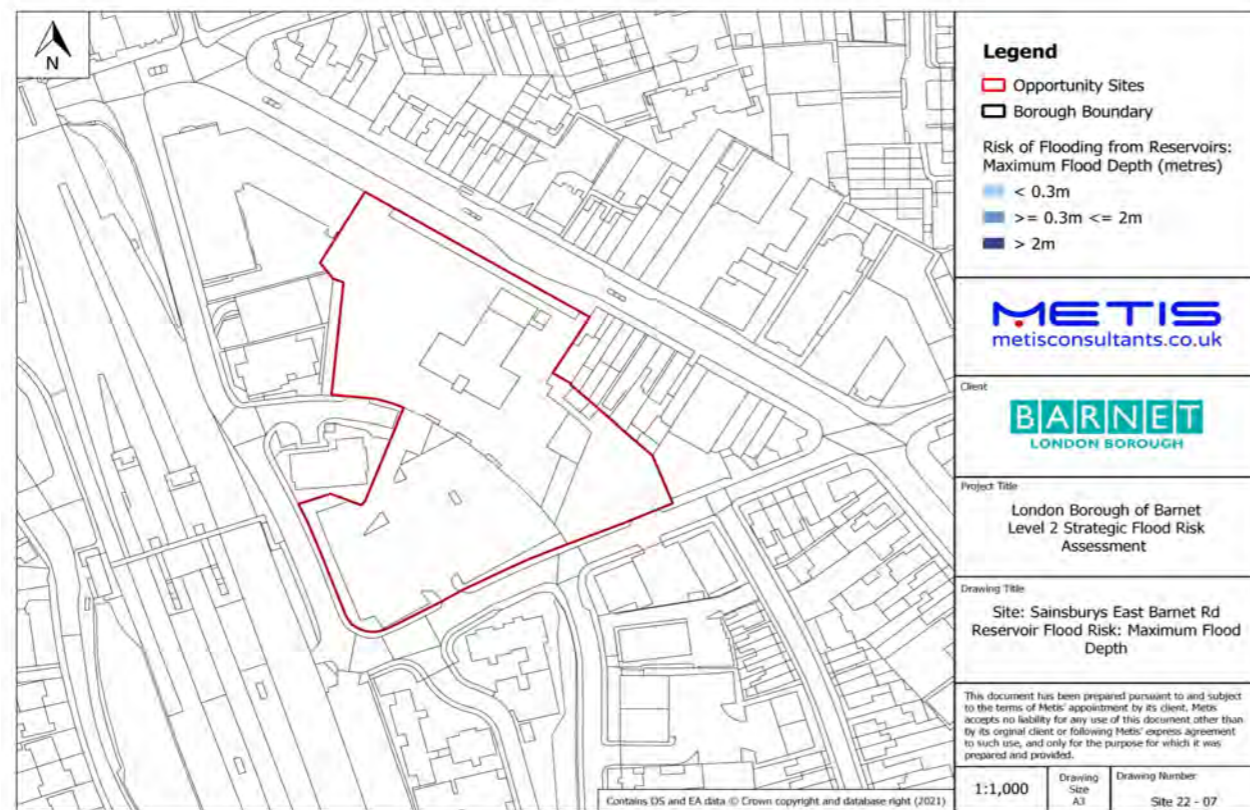 N
Legend
Opportunity Sites
Borough Boundary
Risk of Flooding from Reservoirs:
Maximum Flood Depth (metres)
< 0.3m
>= 0.3m <= 2m
> 2m
METIS
metisconsultants.co.uk
Client
BARNET
LONDON BOROUGH
Project Title
London Borough of Barnet
Level 2 Strategic Flood Risk
Assessment
Drawing Title
Site: Sainsburys East Barnet Rd
Reservoir Flood Risk: Maximum Flood
Depth
This document has been prepared pursuant to and subject
to the terms of Metis' appointment by its client. Metis
accepts no liability for any use of this document other than
by its orginal client or following Metis' express agreement
to such use, and only for the purpose for which it was
prepared and provided.
1:1,000
Drawing
Size
A3
Drawing Number
Site 22 - 07
Contains OS and EA data © Crown copyright and database right (2021)